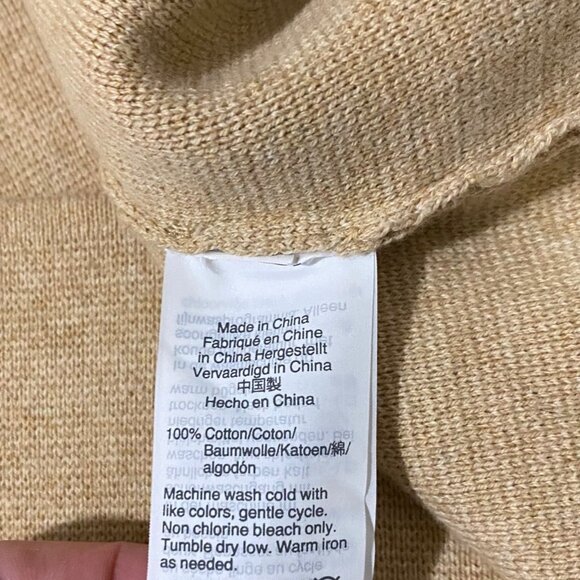 Made in China
Fabriqué en Chine
in China Hergestellt
Vervaardigd in China
中国製
Hecho en China
100% Cotton/Coton/
Baumwolle/Katoen/綿/
algodón
Machine wash cold with
like colors, gentle cycle.
Non chlorine bleach only.
Tumble dry low. Warm iron
as needed.